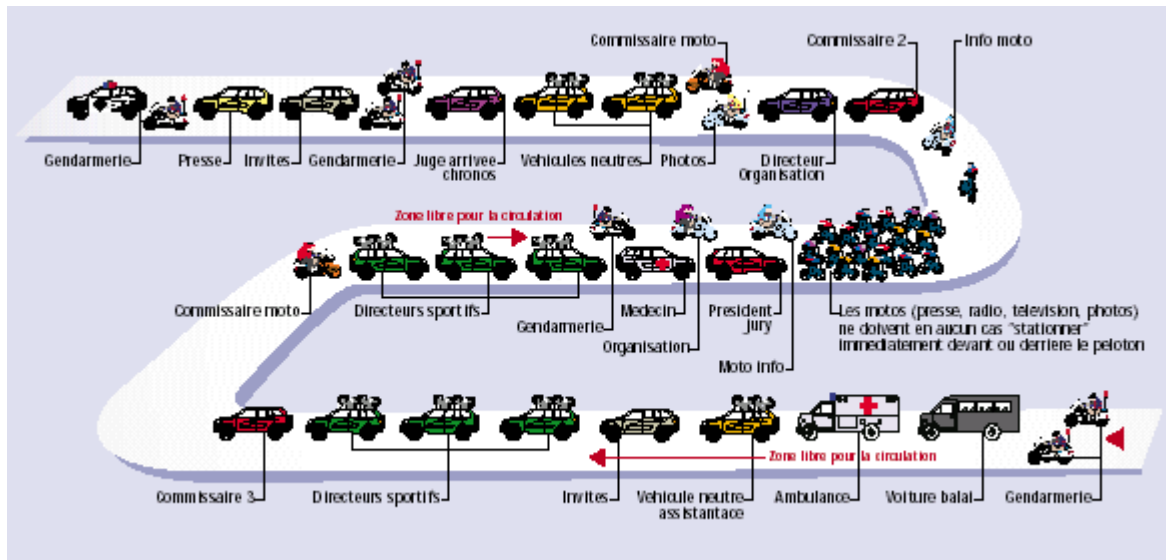 Commissaire moto
Commissaire 2
Info moto
Gendarmerie
Presse
Invites
Gendarmerie
Juge arrivee
chronos
Vehicules neutres
Photos
Directeur
Organisation
Zone libre pour la circulation
Commissaire moto
Directeurs sportifs
Gendarmerie
Medecin
Organisation
President
jury
Moto info
Les motos (presse, radio, television, photos)
ne doivent en aucun cas "stationner"
immediatement devant ou derriere le peloton
Zone libre pour la circulation
Commissaire 3
Directeurs sportifs
Invites
Vehicule neutre
assistantace
Ambulance
Voiture balai
Gendarmerie